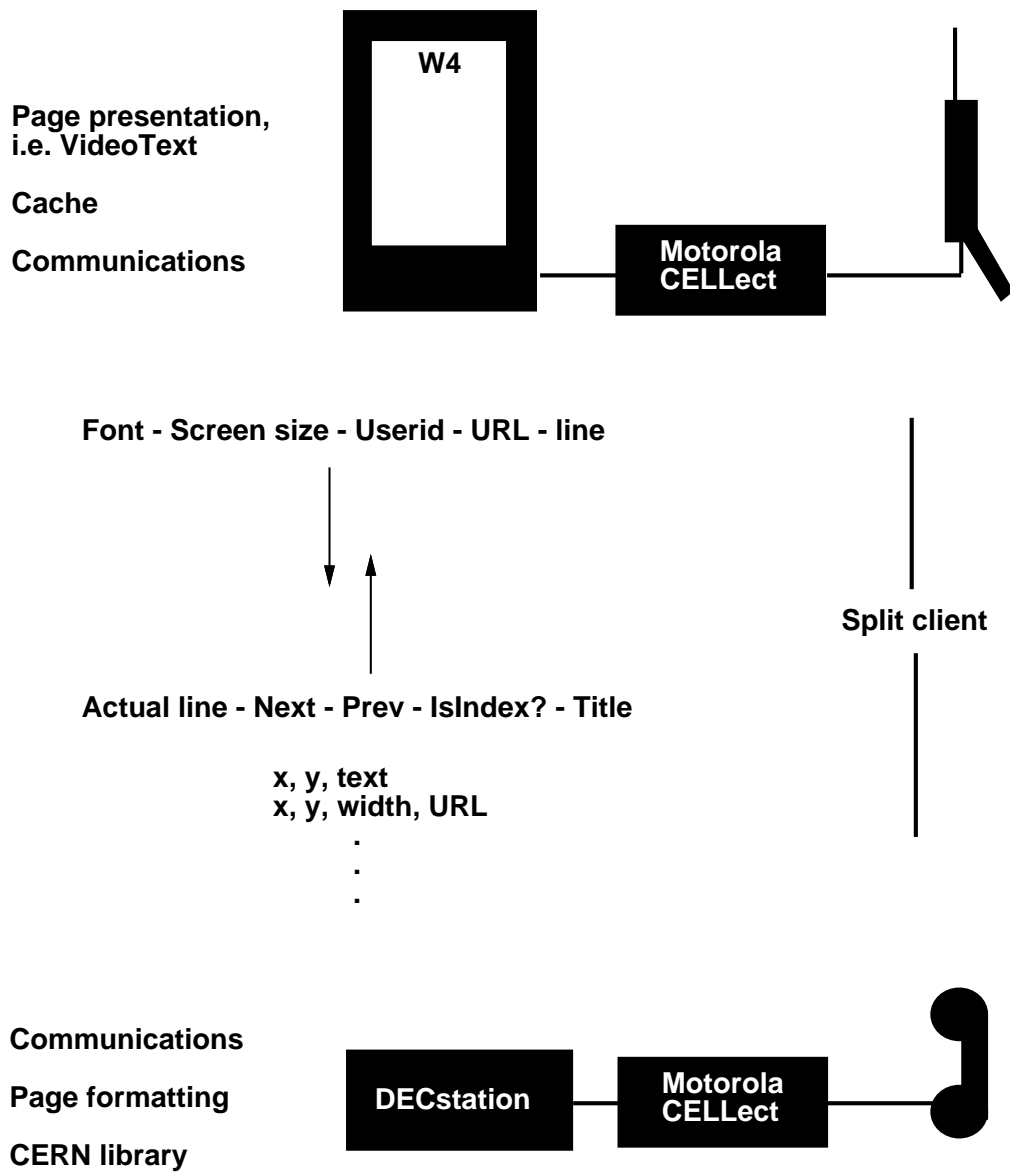 W4
Page presentation,
i.e. VideoText
Cache
Communications
Motorola
CELLect
Font - Screen size - Userid - URL - line
Split client
Actual line - Next - Prev - IsIndex? - Title
x, y, text
x, y, width, URL
.
.
.
Communications
Page formatting
CERN library
DECstation
Motorola
CELLect